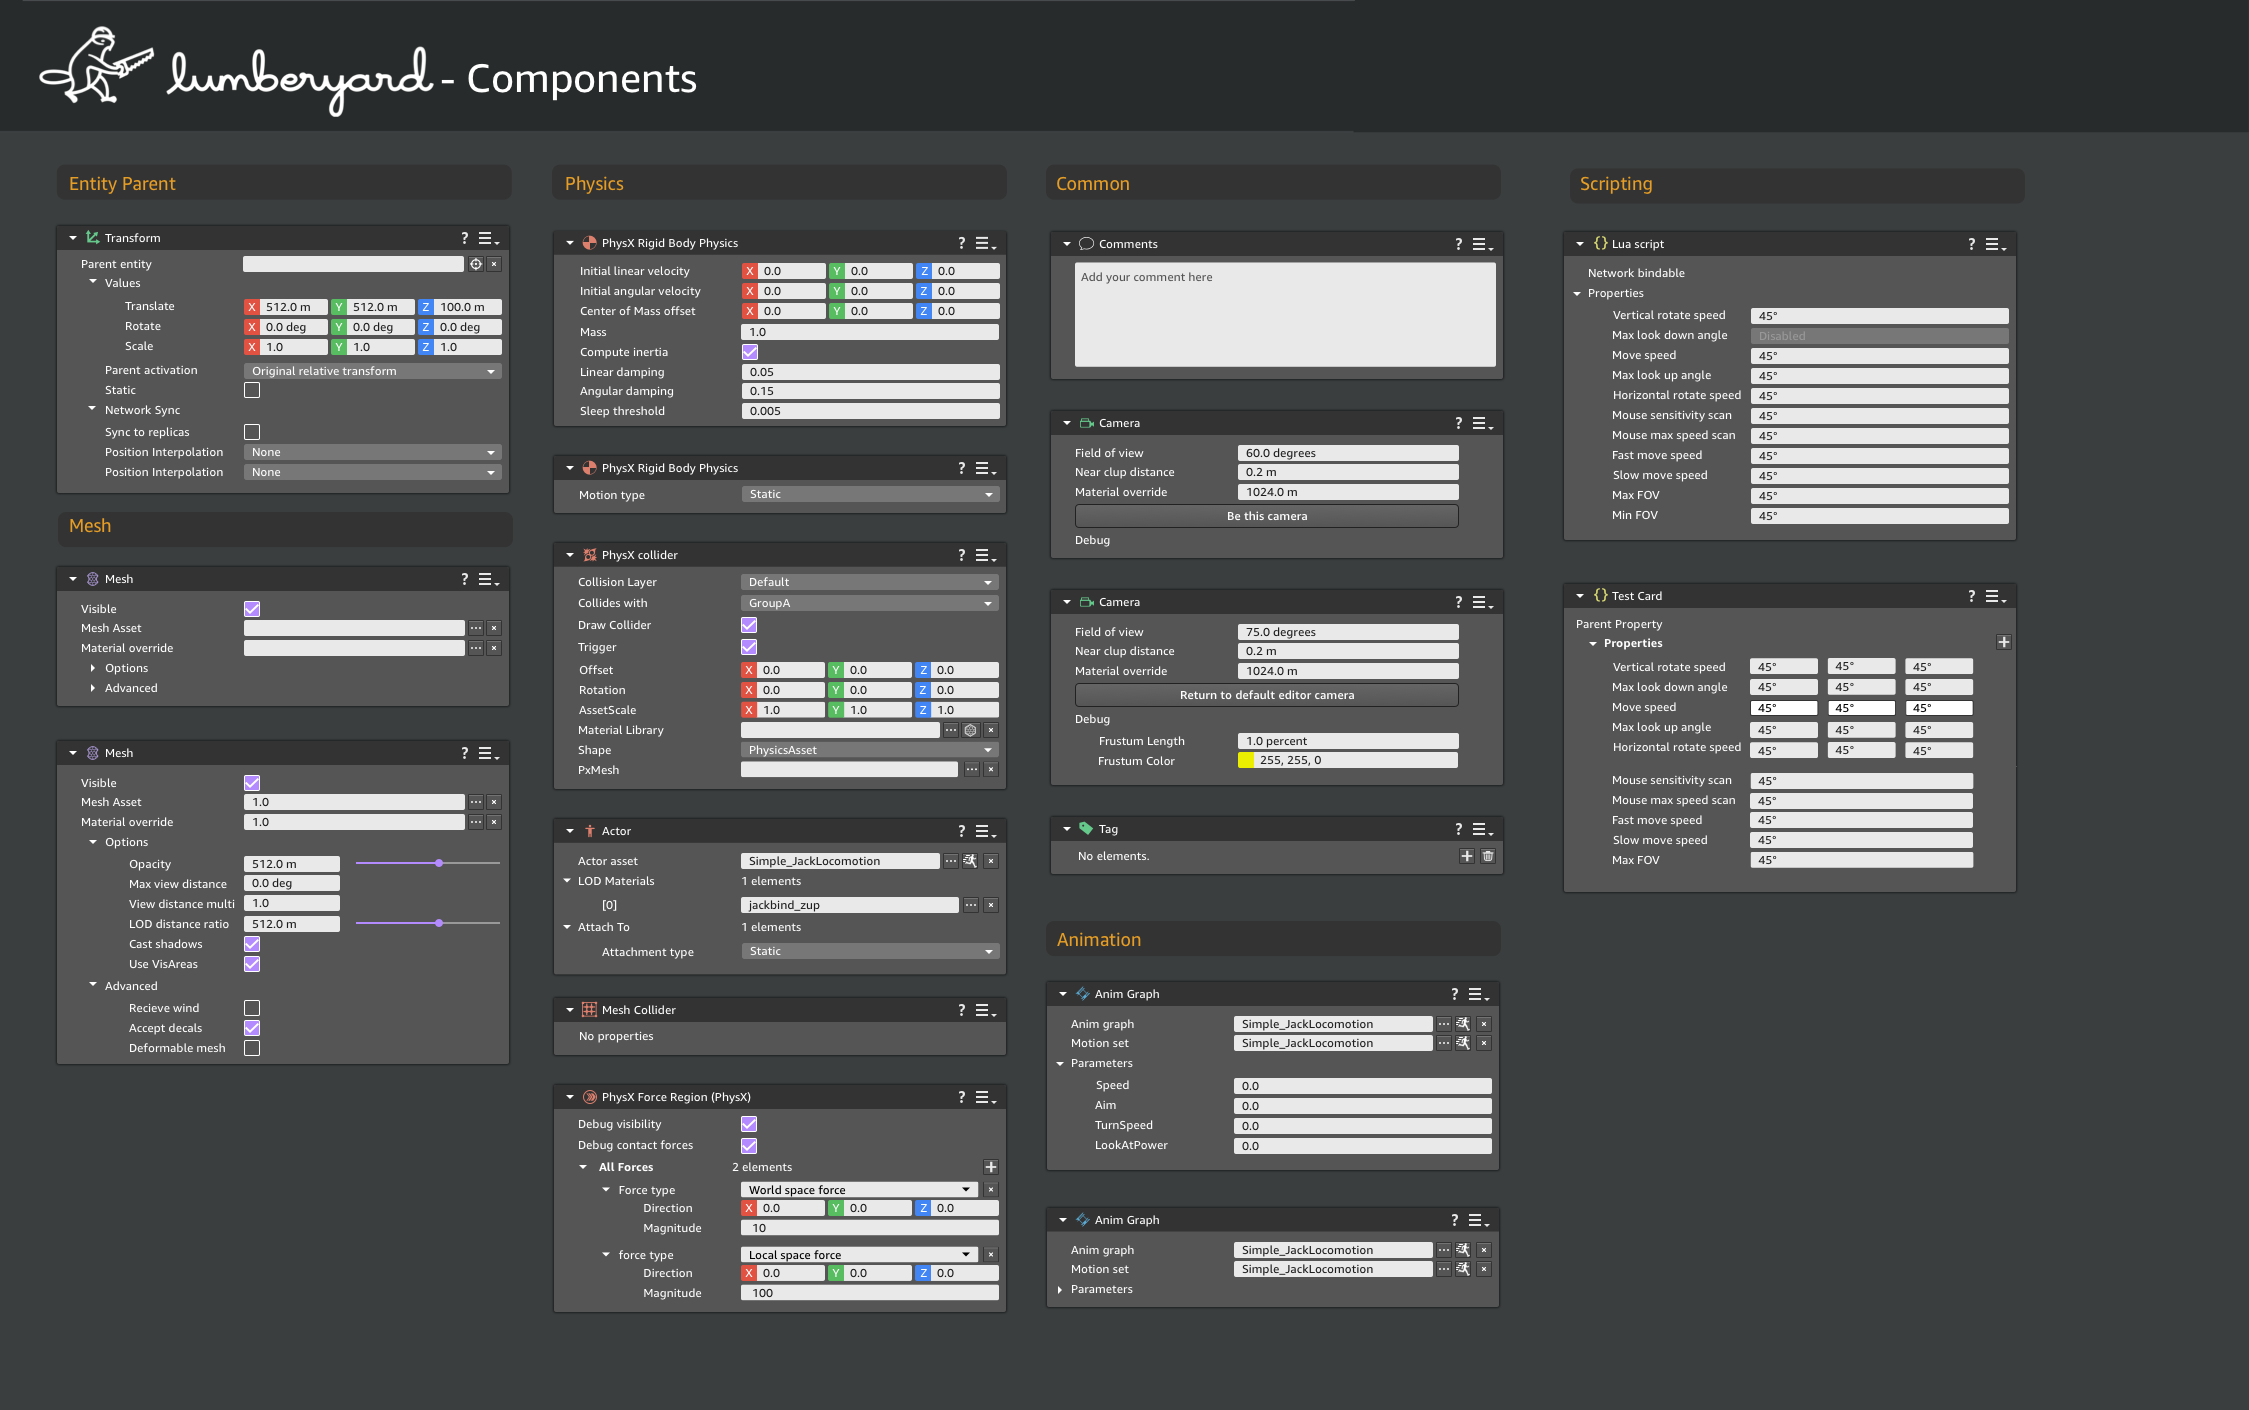 lumberyard - Components
Entity Parent
Transform ?
Parent entity
Values
Translate X 512.0 m Y 512.0 m Z 100.0 m
Rotate X 0.0 deg Y 0.0 deg Z 0.0 deg
Scale X 1.0 Y 1.0 Z 1.0
Parent activation Original relative transform
Static
Network Sync
Sync to replicas
Position Interpolation None
Position Interpolation None
Mesh
Mesh ?
Visible
Mesh Asset
Material override
Options
Advanced
Mesh ?
Visible
Mesh Asset 1.0
Material override 1.0
Options
Opacity 512.0 m
Max view distance 0.0 deg
View distance multi 1.0
LOD distance ratio 512.0 m
Cast shadows
Use VisAreas
Advanced
Recieve wind
Accept decals
Deformable mesh
Physics
PhysX Rigid Body Physics ?
Initial linear velocity X 0.0 Y 0.0 Z 0.0
Initial angular velocity X 0.0 Y 0.0 Z 0.0
Center of Mass offset X 0.0 Y 0.0 Z 0.0
Mass 1.0
Compute inertia
Linear damping 0.05
Angular damping 0.15
Sleep threshold 0.005
PhysX Rigid Body Physics ?
Motion type Static
PhysX collider ?
Collision Layer Default
Collides with GroupA
Draw Collider
Trigger
Offset X 0.0 Y 0.0 Z 0.0
Rotation X 0.0 Y 0.0 Z 0.0
AssetScale X 1.0 Y 1.0 Z 1.0
Material Library
Shape PhysicsAsset
PxMesh
Actor ?
Actor asset Simple_JackLocomotion
LOD Materials 1 elements
[0] jackbind_zup
Attach To 1 elements
Attachment type Static
Mesh Collider ?
No properties
PhysX Force Region (PhysX) ?
Debug visibility
Debug contact forces
All Forces 2 elements
Force type World space force
Direction X 0.0 Y 0.0 Z 0.0
Magnitude 10
force type Local space force
Direction X 0.0 Y 0.0 Z 0.0
Magnitude 100
Common
Comments ?
Add your comment here
Camera ?
Field of view 60.0 degrees
Near clup distance 0.2 m
Material override 1024.0 m
Be this camera
Debug
Camera ?
Field of view 75.0 degrees
Near clup distance 0.2 m
Material override 1024.0 m
Return to default editor camera
Debug
Frustum Length 1.0 percent
Frustum Color 255, 255, 0
Tag ?
No elements.
Animation
Anim Graph ?
Anim graph Simple_JackLocomotion
Motion set Simple_JackLocomotion
Parameters
Speed 0.0
Aim 0.0
TurnSpeed 0.0
LookAtPower 0.0
Anim Graph ?
Anim graph Simple_JackLocomotion
Motion set Simple_JackLocomotion
Parameters
Scripting
Lua script ?
Network bindable
Properties
Vertical rotate speed 45°
Max look down angle Disabled
Move speed 45°
Max look up angle 45°
Horizontal rotate speed 45°
Mouse sensitivity scan 45°
Mouse max speed scan 45°
Fast move speed 45°
Slow move speed 45°
Max FOV 45°
Min FOV 45°
Test Card ?
Parent Property
Properties
Vertical rotate speed 45° 45° 45°
Max look down angle 45° 45° 45°
Move speed 45° 45° 45°
Max look up angle 45° 45° 45°
Horizontal rotate speed 45° 45° 45°
Mouse sensitivity scan 45°
Mouse max speed scan 45°
Fast move speed 45°
Slow move speed 45°
Max FOV 45°